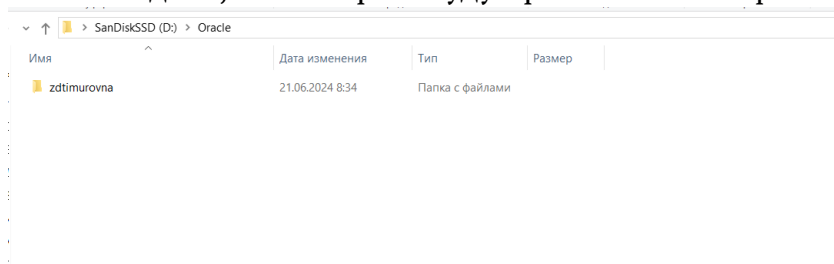 SanDiskSSD (D:) > Oracle
Имя Дата изменения Тип Размер
zdtimurovna 21.06.2024 8:34 Папка с файлами